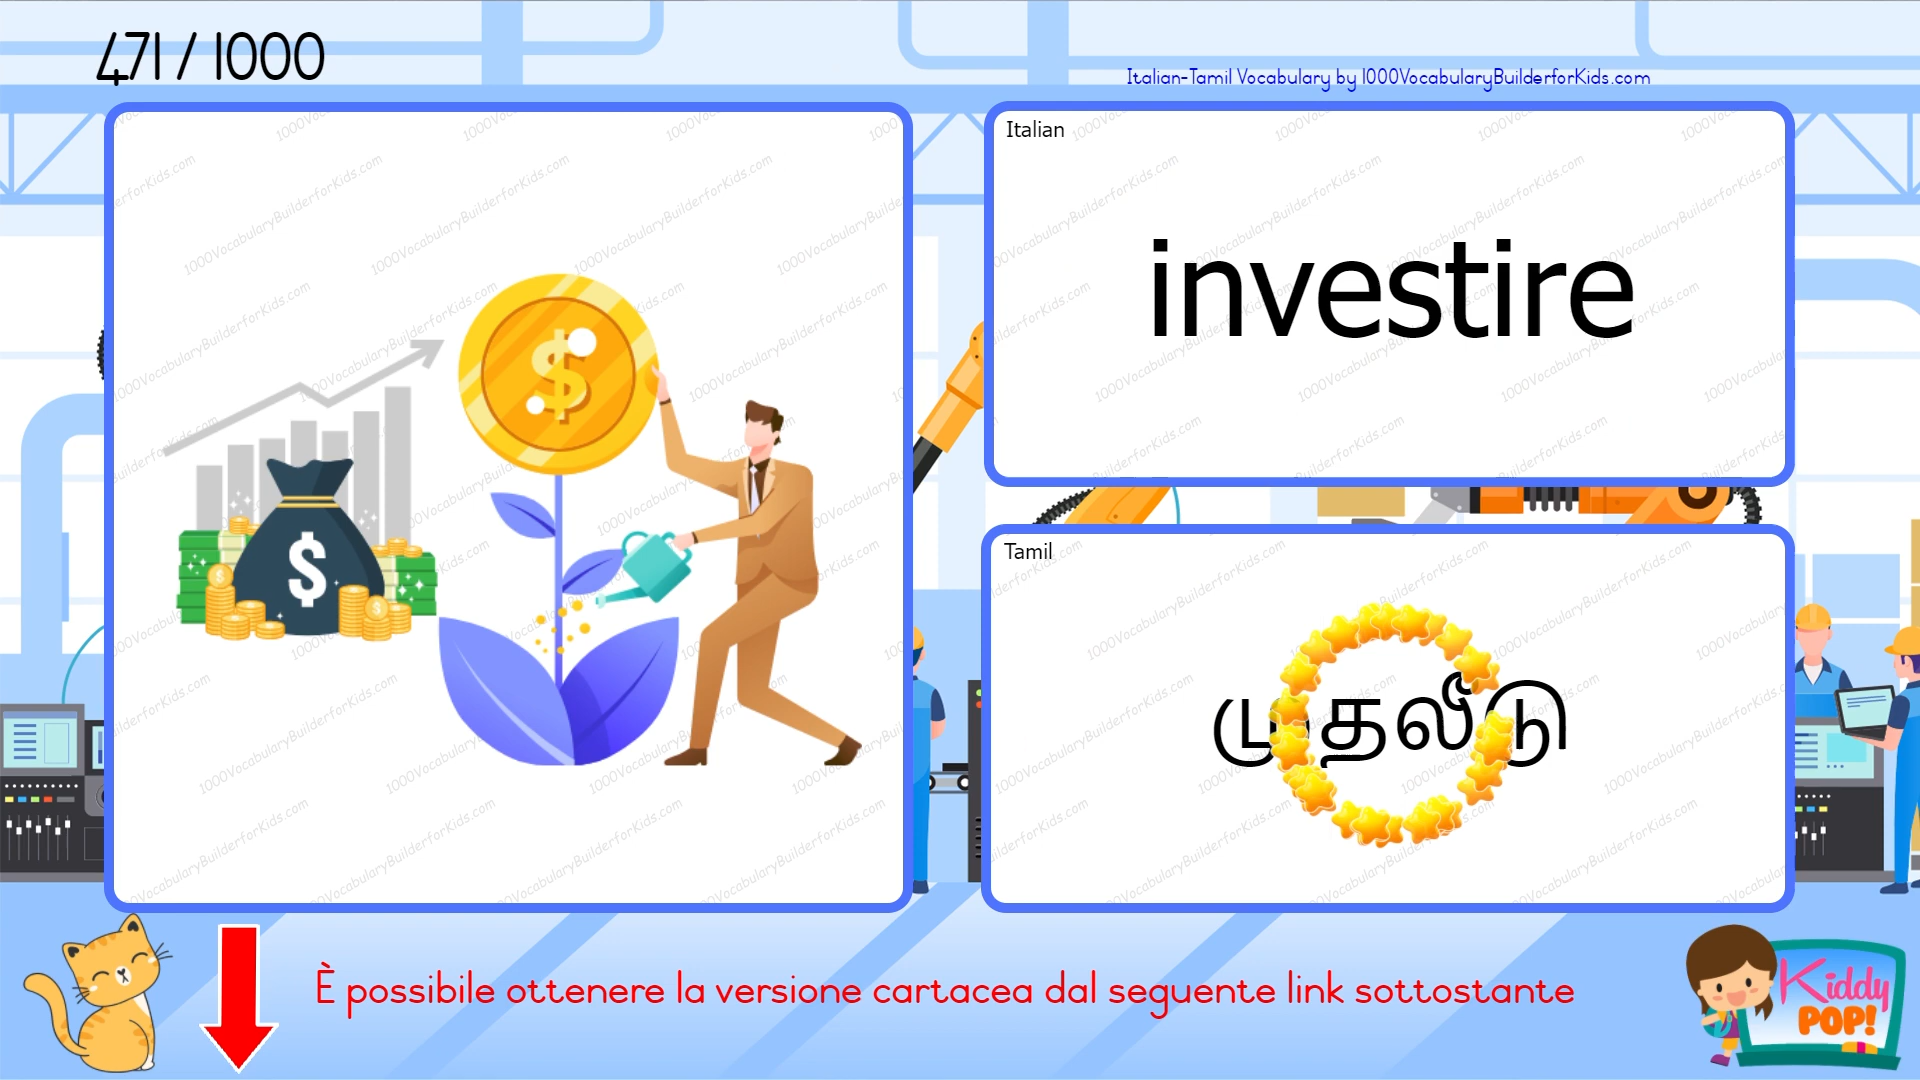 471 / 1000
Italian-Tamil Vocabulary by 1000VocabularyBuilderforKids.com
Italian
investire
Tamil
முதலீடு
È possibile ottenere la versione cartacea dal seguente link sottostante
Kiddy
POP!